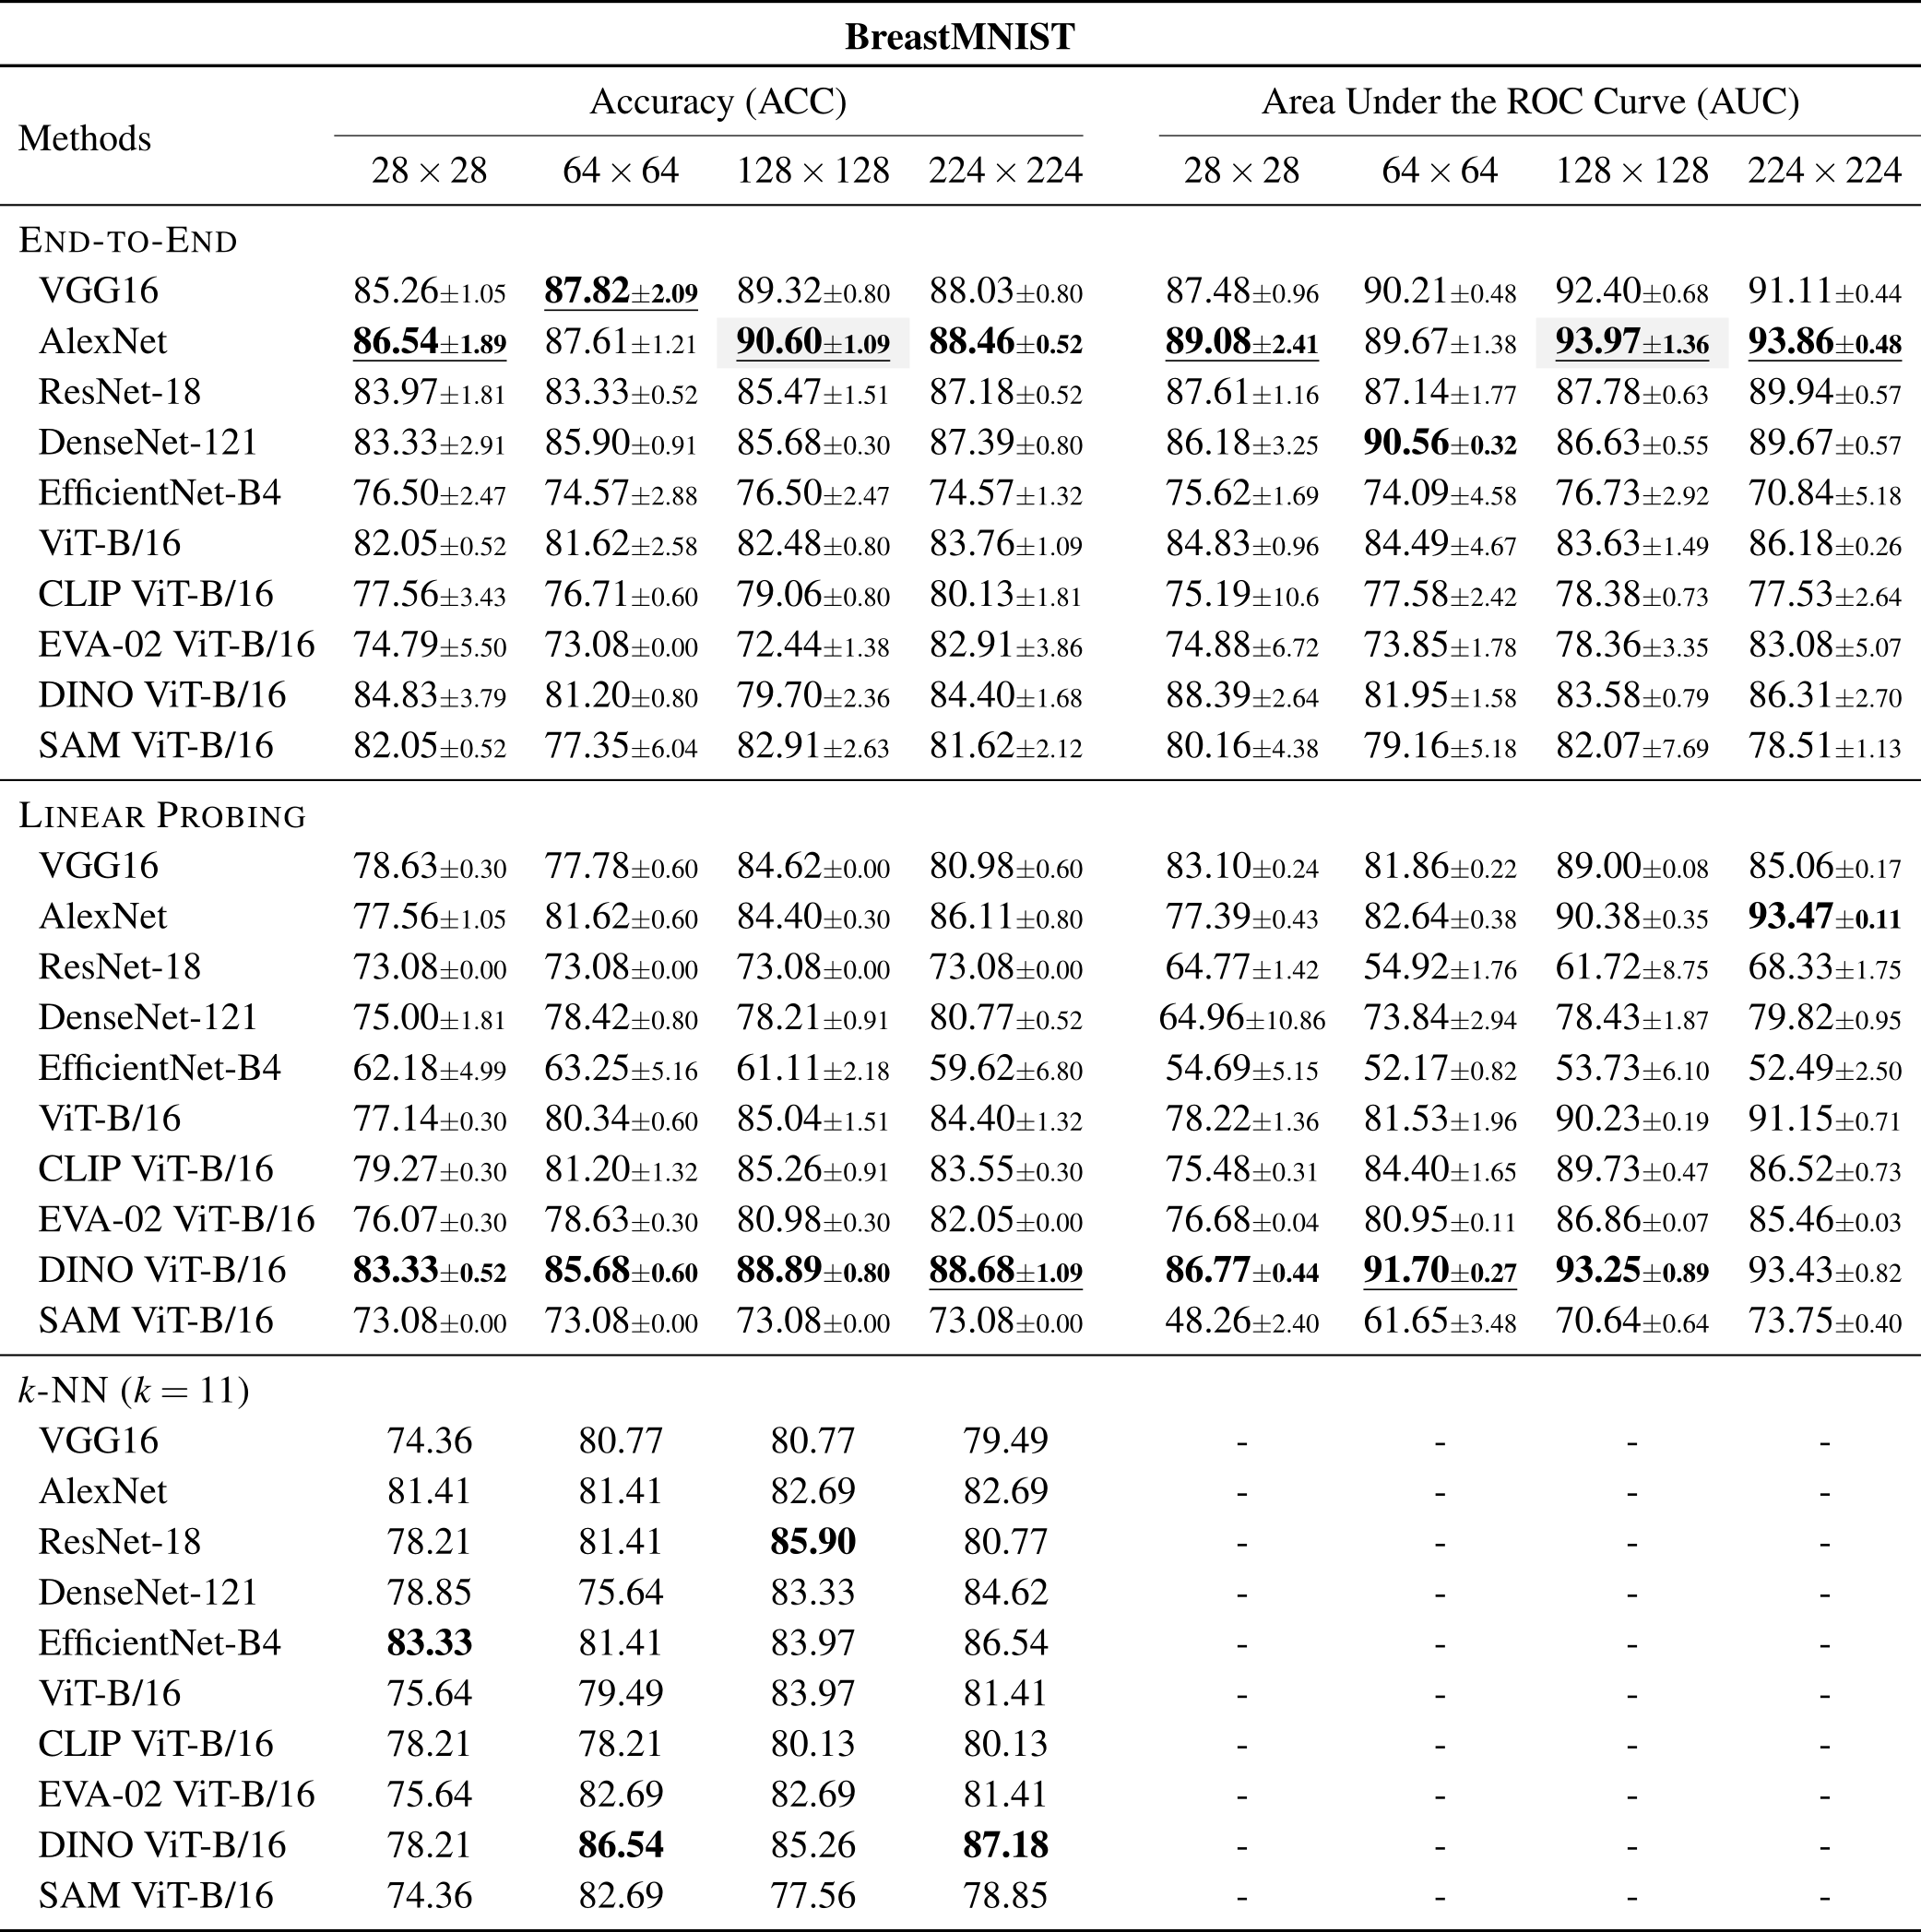 BreastMNIST
Methods Accuracy (ACC) Area Under the ROC Curve (AUC)
28 × 28 64 × 64 128 × 128 224 × 224 28 × 28 64 × 64 128 × 128 224 × 224
END-TO-END
VGG16 85.26±1.05 87.82±2.09 89.32±0.80 88.03±0.80 87.48±0.96 90.21±0.48 92.40±0.68 91.11±0.44
AlexNet 86.54±1.89 87.61±1.21 90.60±1.09 88.46±0.52 89.08±2.41 89.67±1.38 93.97±1.36 93.86±0.48
ResNet-18 83.97±1.81 83.33±0.52 85.47±1.51 87.18±0.52 87.61±1.16 87.14±1.77 87.78±0.63 89.94±0.57
DenseNet-121 83.33±2.91 85.90±0.91 85.68±0.30 87.39±0.80 86.18±3.25 90.56±0.32 86.63±0.55 89.67±0.57
EfficientNet-B4 76.50±2.47 74.57±2.88 76.50±2.47 74.57±1.32 75.62±1.69 74.09±4.58 76.73±2.92 70.84±5.18
ViT-B/16 82.05±0.52 81.62±2.58 82.48±0.80 83.76±1.09 84.83±0.96 84.49±4.67 83.63±1.49 86.18±0.26
CLIP ViT-B/16 77.56±3.43 76.71±0.60 79.06±0.80 80.13±1.81 75.19±10.6 77.58±2.42 78.38±0.73 77.53±2.64
EVA-02 ViT-B/16 74.79±5.50 73.08±0.00 72.44±1.38 82.91±3.86 74.88±6.72 73.85±1.78 78.36±3.35 83.08±5.07
DINO ViT-B/16 84.83±3.79 81.20±0.80 79.70±2.36 84.40±1.68 88.39±2.64 81.95±1.58 83.58±0.79 86.31±2.70
SAM ViT-B/16 82.05±0.52 77.35±6.04 82.91±2.63 81.62±2.12 80.16±4.38 79.16±5.18 82.07±7.69 78.51±1.13
LINEAR PROBING
VGG16 78.63±0.30 77.78±0.60 84.62±0.00 80.98±0.60 83.10±0.24 81.86±0.22 89.00±0.08 85.06±0.17
AlexNet 77.56±1.05 81.62±0.60 84.40±0.30 86.11±0.80 77.39±0.43 82.64±0.38 90.38±0.35 93.47±0.11
ResNet-18 73.08±0.00 73.08±0.00 73.08±0.00 73.08±0.00 64.77±1.42 54.92±1.76 61.72±8.75 68.33±1.75
DenseNet-121 75.00±1.81 78.42±0.80 78.21±0.91 80.77±0.52 64.96±10.86 73.84±2.94 78.43±1.87 79.82±0.95
EfficientNet-B4 62.18±4.99 63.25±5.16 61.11±2.18 59.62±6.80 54.69±5.15 52.17±0.82 53.73±6.10 52.49±2.50
ViT-B/16 77.14±0.30 80.34±0.60 85.04±1.51 84.40±1.32 78.22±1.36 81.53±1.96 90.23±0.19 91.15±0.71
CLIP ViT-B/16 79.27±0.30 81.20±1.32 85.26±0.91 83.55±0.30 75.48±0.31 84.40±1.65 89.73±0.47 86.52±0.73
EVA-02 ViT-B/16 76.07±0.30 78.63±0.30 80.98±0.30 82.05±0.00 76.68±0.04 80.95±0.11 86.86±0.07 85.46±0.03
DINO ViT-B/16 83.33±0.52 85.68±0.60 88.89±0.80 88.68±1.09 86.77±0.44 91.70±0.27 93.25±0.89 93.43±0.82
SAM ViT-B/16 73.08±0.00 73.08±0.00 73.08±0.00 73.08±0.00 48.26±2.40 61.65±3.48 70.64±0.64 73.75±0.40
k-NN (k = 11)
VGG16 74.36 80.77 80.77 79.49 - - - -
AlexNet 81.41 81.41 82.69 82.69 - - - -
ResNet-18 78.21 81.41 85.90 80.77 - - - -
DenseNet-121 78.85 75.64 83.33 84.62 - - - -
EfficientNet-B4 83.33 81.41 83.97 86.54 - - - -
ViT-B/16 75.64 79.49 83.97 81.41 - - - -
CLIP ViT-B/16 78.21 78.21 80.13 80.13 - - - -
EVA-02 ViT-B/16 75.64 82.69 82.69 81.41 - - - -
DINO ViT-B/16 78.21 86.54 85.26 87.18 - - - -
SAM ViT-B/16 74.36 82.69 77.56 78.85 - - - -